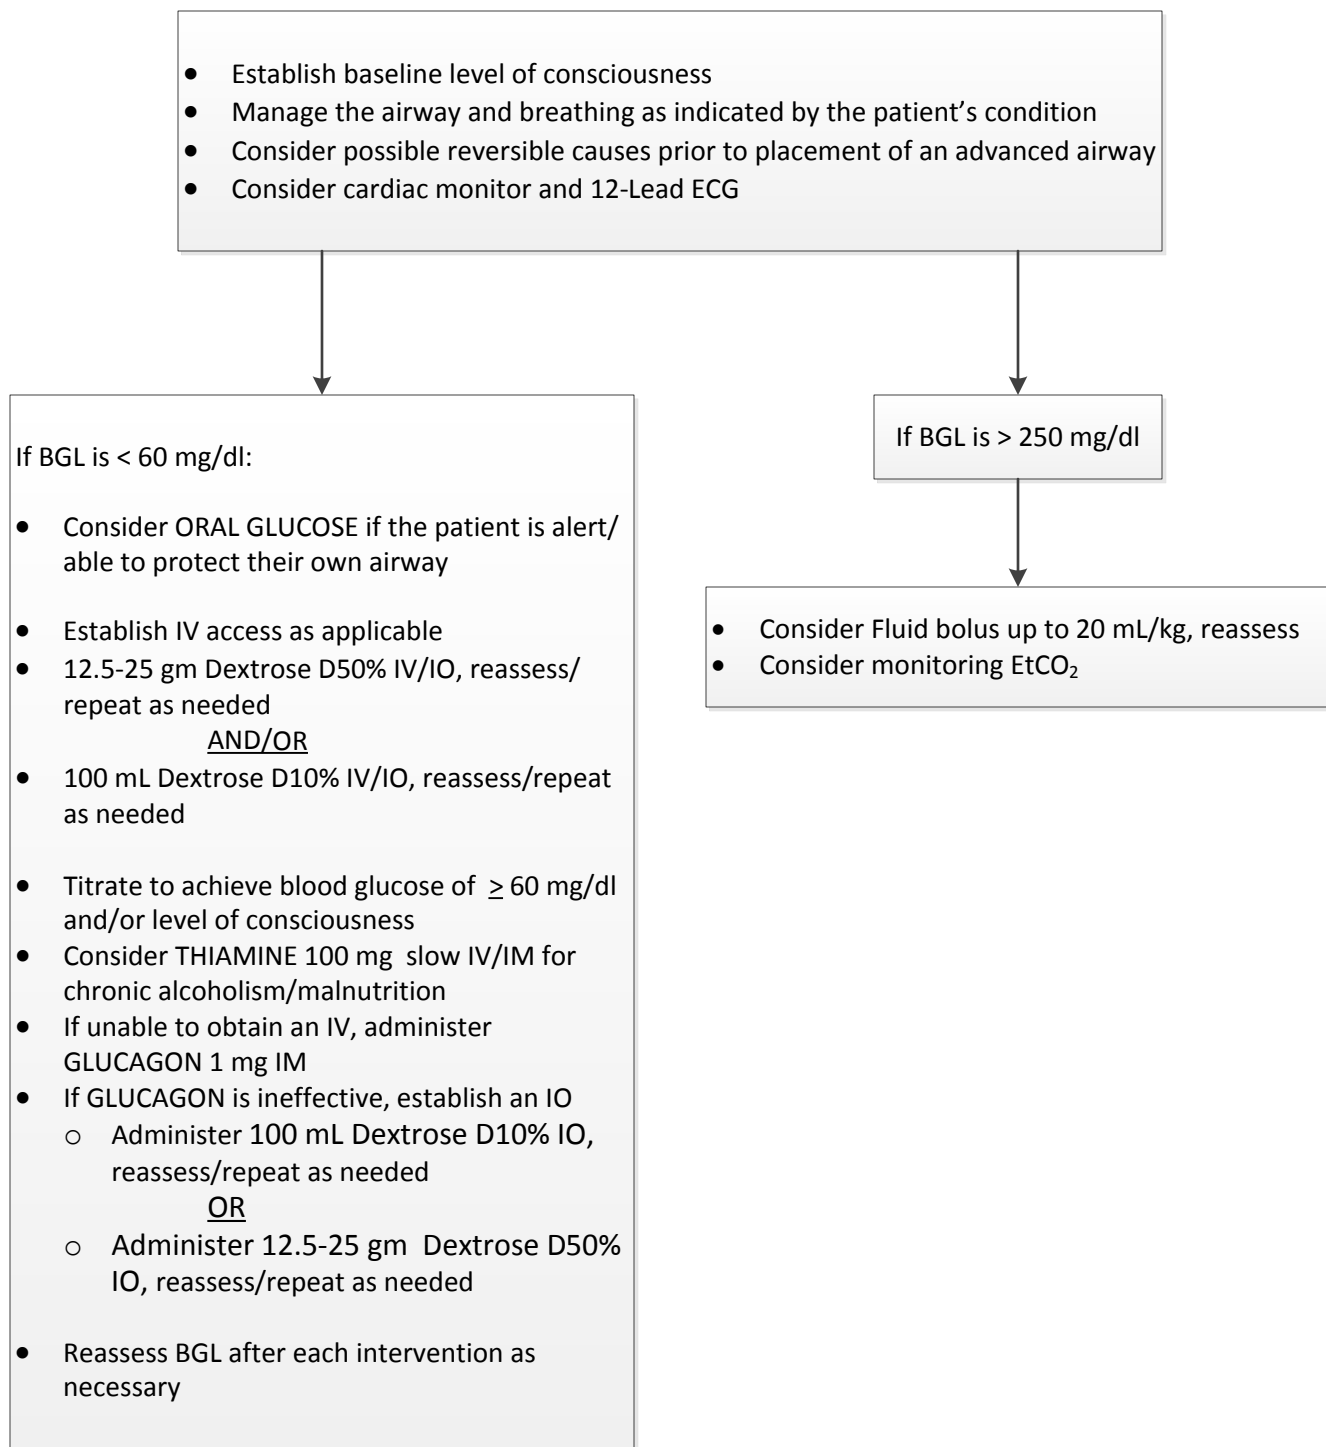 • Establish baseline level of consciousness
• Manage the airway and breathing as indicated by the patient’s condition
• Consider possible reversible causes prior to placement of an advanced airway
• Consider cardiac monitor and 12-Lead ECG
If BGL is < 60 mg/dl:
• Consider ORAL GLUCOSE if the patient is alert/
able to protect their own airway
• Establish IV access as applicable
• 12.5-25 gm Dextrose D50% IV/IO, reassess/
repeat as needed
AND/OR
• 100 mL Dextrose D10% IV/IO, reassess/repeat
as needed
• Titrate to achieve blood glucose of ≥ 60 mg/dl
and/or level of consciousness
• Consider THIAMINE 100 mg slow IV/IM for
chronic alcoholism/malnutrition
• If unable to obtain an IV, administer
GLUCAGON 1 mg IM
• If GLUCAGON is ineffective, establish an IO
o Administer 100 mL Dextrose D10% IO,
reassess/repeat as needed
OR
o Administer 12.5-25 gm Dextrose D50%
IO, reassess/repeat as needed
• Reassess BGL after each intervention as
necessary
If BGL is > 250 mg/dl
• Consider Fluid bolus up to 20 mL/kg, reassess
• Consider monitoring EtCO₂